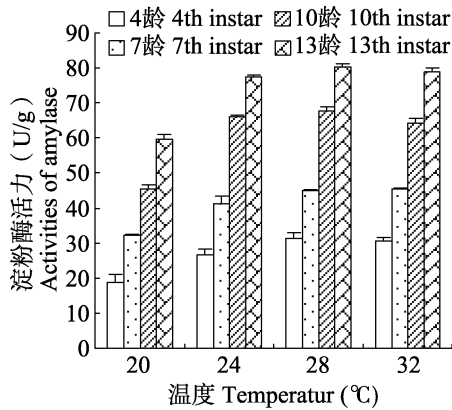 4龄 4th instar 10龄 10th instar
7龄 7th instar 13龄 13th instar
淀粉酶活力（U/g）
Activities of amylase
90
80
70
60
50
40
30
20
10
0
20 24 28 32
温度 Temperatur (℃)